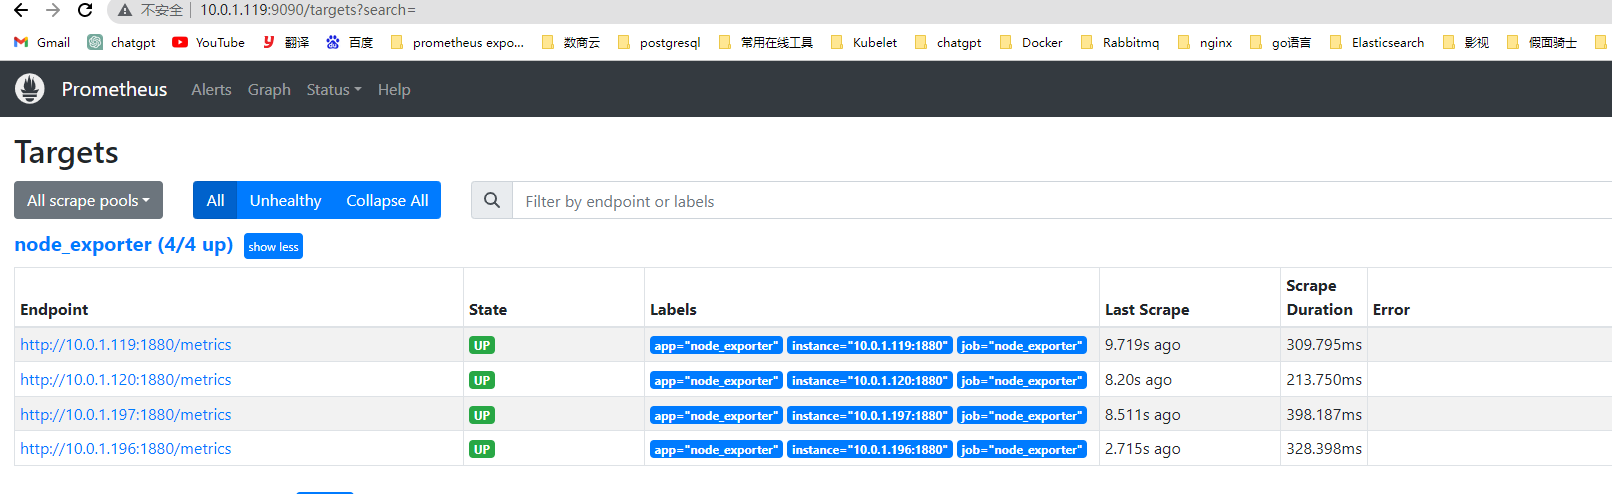 不安全 | 10.0.1.119:9090/targets?search=
Gmail chatgpt YouTube 翻译 百度 prometheus expo... 数商云 postgresql 常用在线工具 Kubelet chatgpt Docker Rabbitmq nginx go语言 Elasticsearch 影视 假面骑士
Prometheus Alerts Graph Status Help
Targets
All scrape pools All Unhealthy Collapse All Filter by endpoint or labels
node_exporter (4/4 up) show less
Endpoint State Labels Last Scrape Scrape Duration Error
http://10.0.1.119:1880/metrics UP app="node_exporter" instance="10.0.1.119:1880" job="node_exporter" 9.719s ago 309.795ms
http://10.0.1.120:1880/metrics UP app="node_exporter" instance="10.0.1.120:1880" job="node_exporter" 8.20s ago 213.750ms
http://10.0.1.197:1880/metrics UP app="node_exporter" instance="10.0.1.197:1880" job="node_exporter" 8.511s ago 398.187ms
http://10.0.1.196:1880/metrics UP app="node_exporter" instance="10.0.1.196:1880" job="node_exporter" 2.715s ago 328.398ms